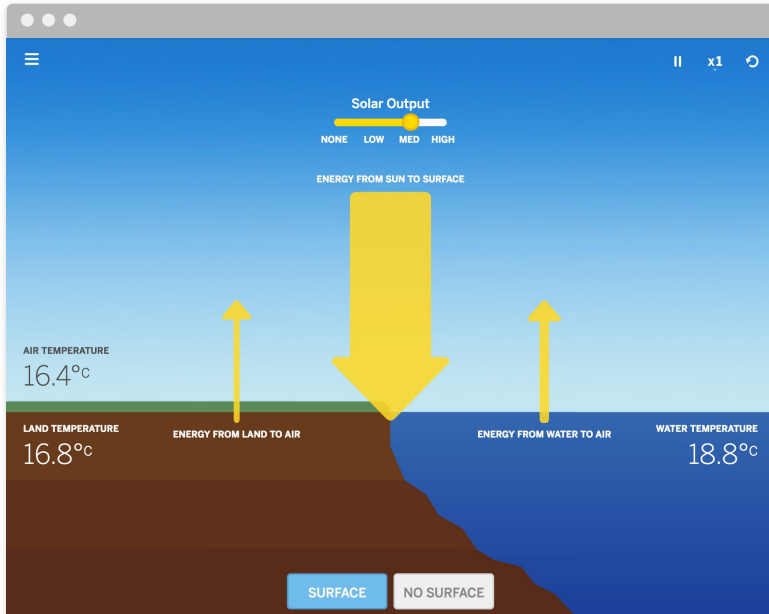 x1
Solar Output
NONE LOW MED HIGH
ENERGY FROM SUN TO SURFACE
AIR TEMPERATURE
16.4°C
LAND TEMPERATURE
16.8°C
ENERGY FROM LAND TO AIR
ENERGY FROM WATER TO AIR
WATER TEMPERATURE
18.8°C
SURFACE
NO SURFACE